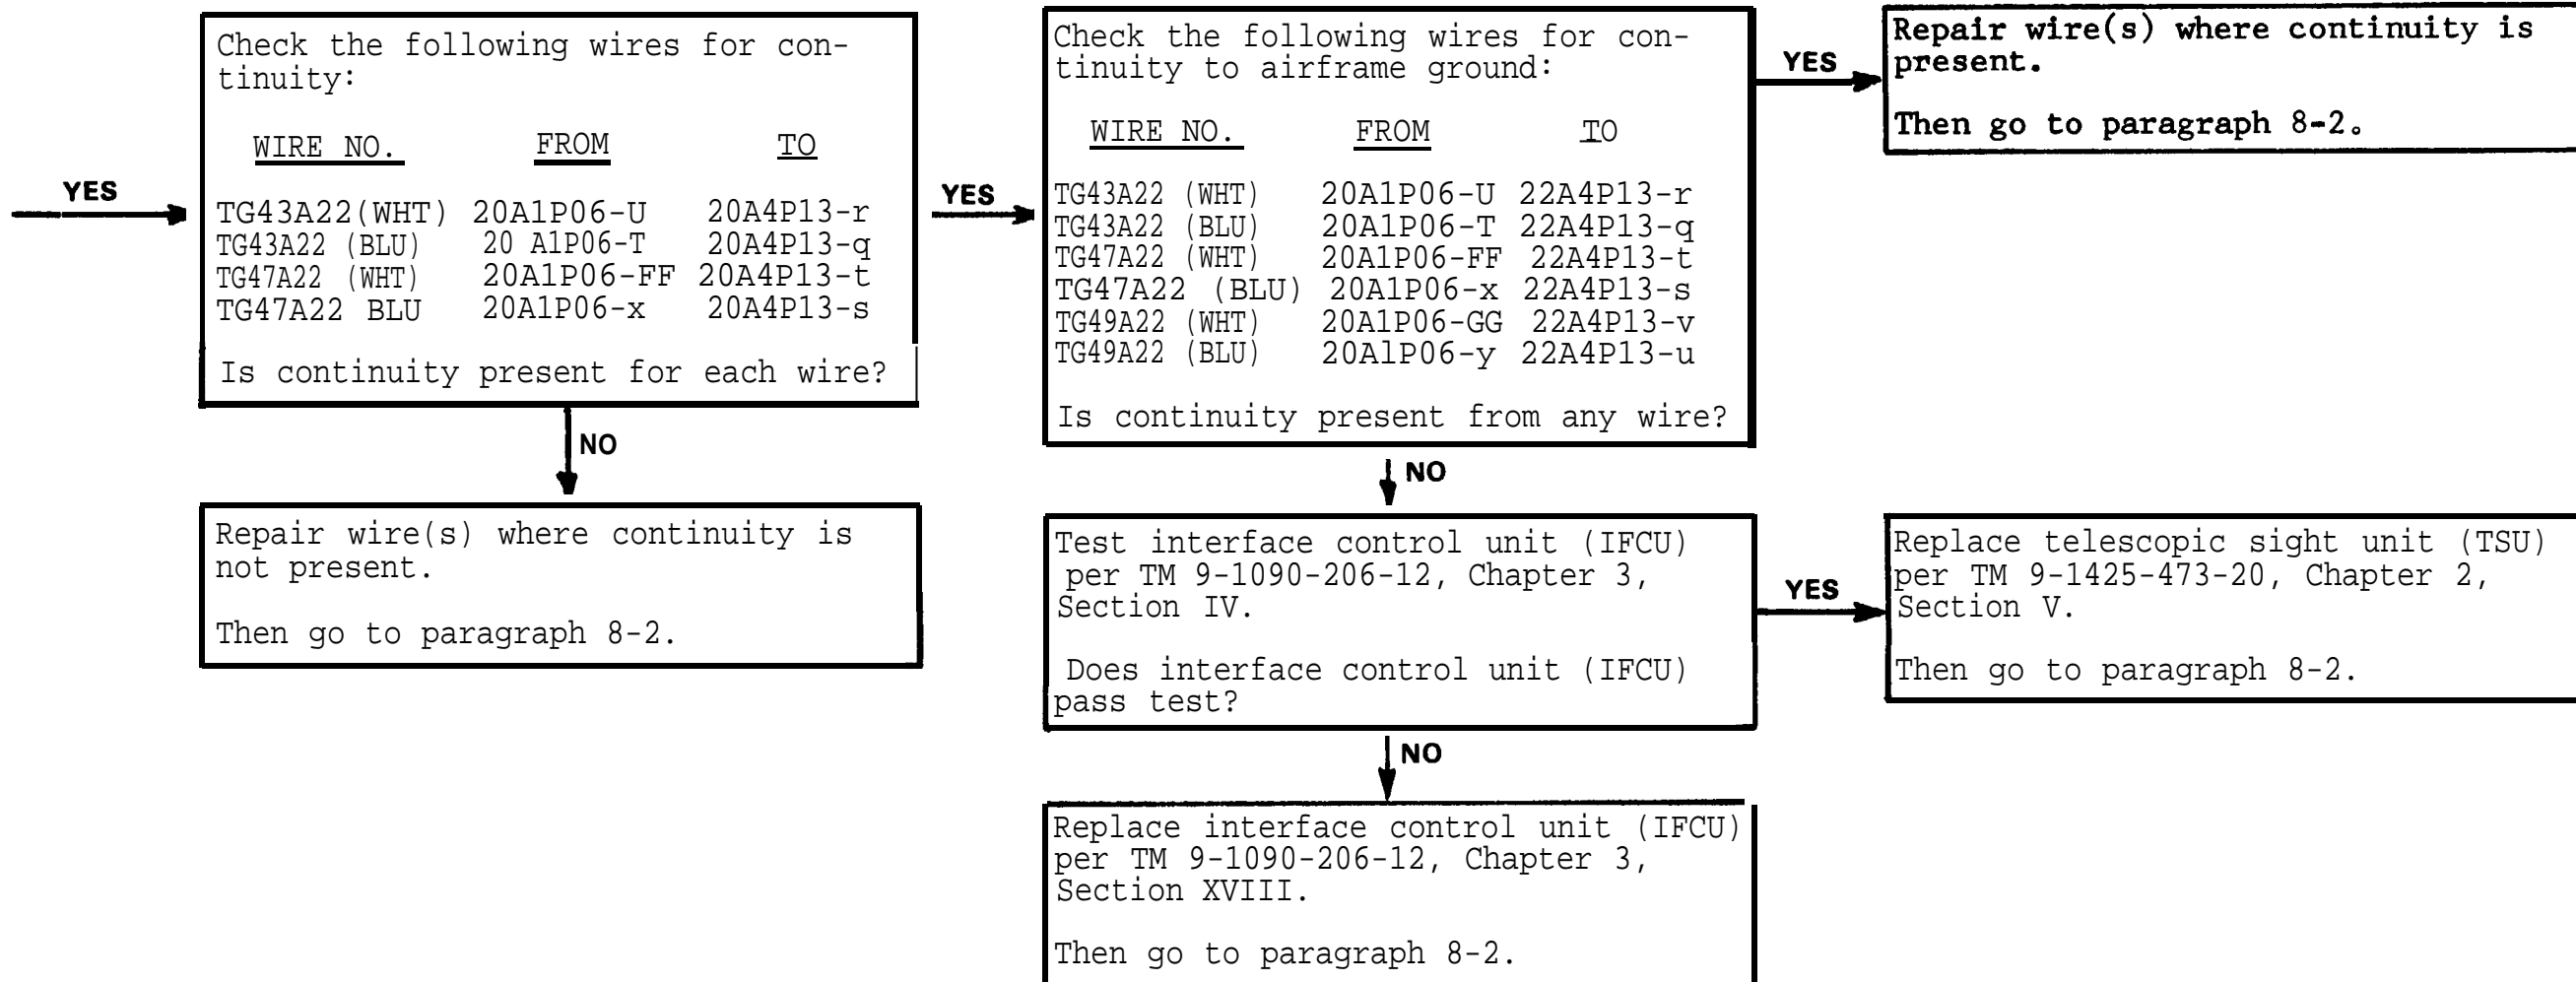 YES
Check the following wires for con-
tinuity:
WIRE NO. FROM TO
TG43A22(WHT) 20A1P06-U 20A4P13-r
TG43A22 (BLU) 20 A1P06-T 20A4P13-q
TG47A22 (WHT) 20A1P06-FF 20A4P13-t
TG47A22 BLU 20A1P06-x 20A4P13-s
Is continuity present for each wire?
NO
Repair wire(s) where continuity is
not present.
Then go to paragraph 8-2.
YES
Check the following wires for con-
tinuity to airframe ground:
WIRE NO. FROM TO
TG43A22 (WHT) 20A1P06-U 22A4P13-r
TG43A22 (BLU) 20A1P06-T 22A4P13-q
TG47A22 (WHT) 20A1P06-FF 22A4P13-t
TG47A22 (BLU) 20A1P06-x 22A4P13-s
TG49A22 (WHT) 20A1P06-GG 22A4P13-v
TG49A22 (BLU) 20A1P06-y 22A4P13-u
Is continuity present from any wire?
YES
Repair wire(s) where continuity is
present.
Then go to paragraph 8-2.
NO
Test interface control unit (IFCU)
per TM 9-1090-206-12, Chapter 3,
Section IV.
Does interface control unit (IFCU)
pass test?
YES
Replace telescopic sight unit (TSU)
per TM 9-1425-473-20, Chapter 2,
Section V.
Then go to paragraph 8-2.
NO
Replace interface control unit (IFCU)
per TM 9-1090-206-12, Chapter 3,
Section XVIII.
Then go to paragraph 8-2.